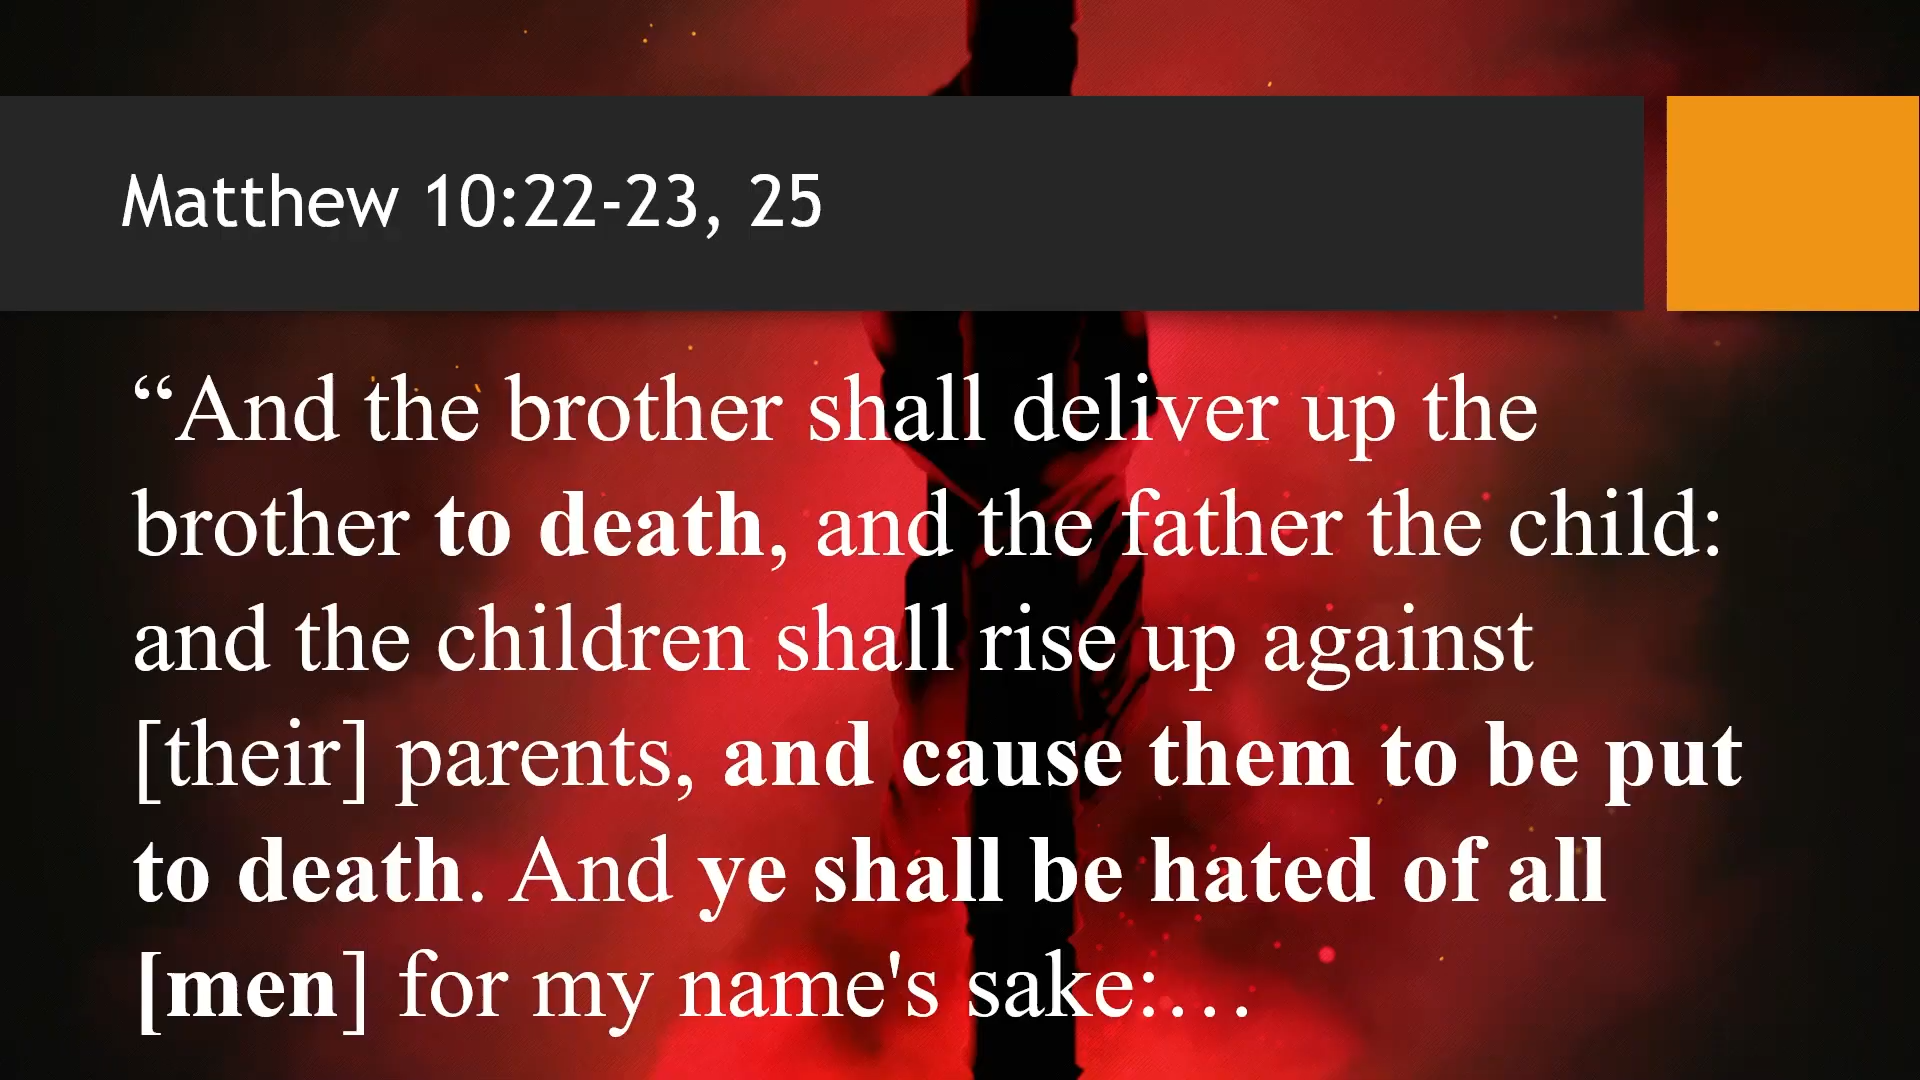 Matthew 10:22-23, 25
“And the brother shall deliver up the
brother to death, and the father the child:
and the children shall rise up against
[their] parents, and cause them to be put
to death. And ye shall be hated of all
[men] for my name's sake:…